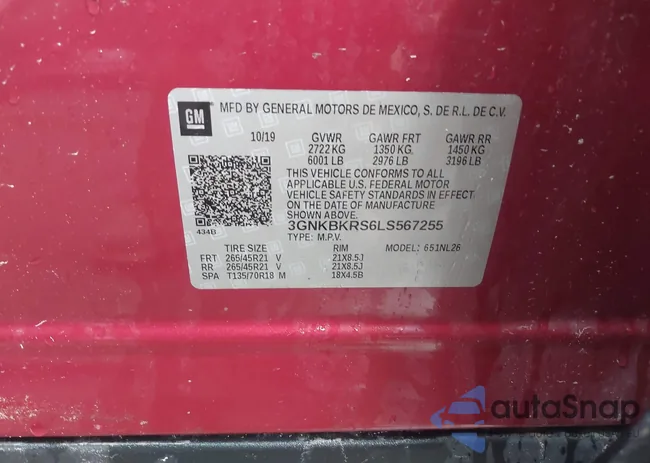 GM
MFD BY GENERAL MOTORS DE MEXICO, S. DE R.L. DE C.V.
10/19 GVWR GAWR FRT GAWR RR
2722 KG 1350 KG. 1450 KG
6001 LB 2976 LB 3196 LB
THIS VEHICLE CONFORMS TO ALL
APPLICABLE U.S. FEDERAL MOTOR
VEHICLE SAFETY STANDARDS IN EFFECT
ON THE DATE OF MANUFACTURE
SHOWN ABOVE.
434B 3GNKBKRS6LS567255
TYPE: M.P.V. MODEL: 651NL26
TIRE SIZE RIM
FRT 265/45R21 V 21X8.5J
RR 265/45R21 V 21X8.5J
SPA T135/70R18 M 18X4.5B
autoSnap